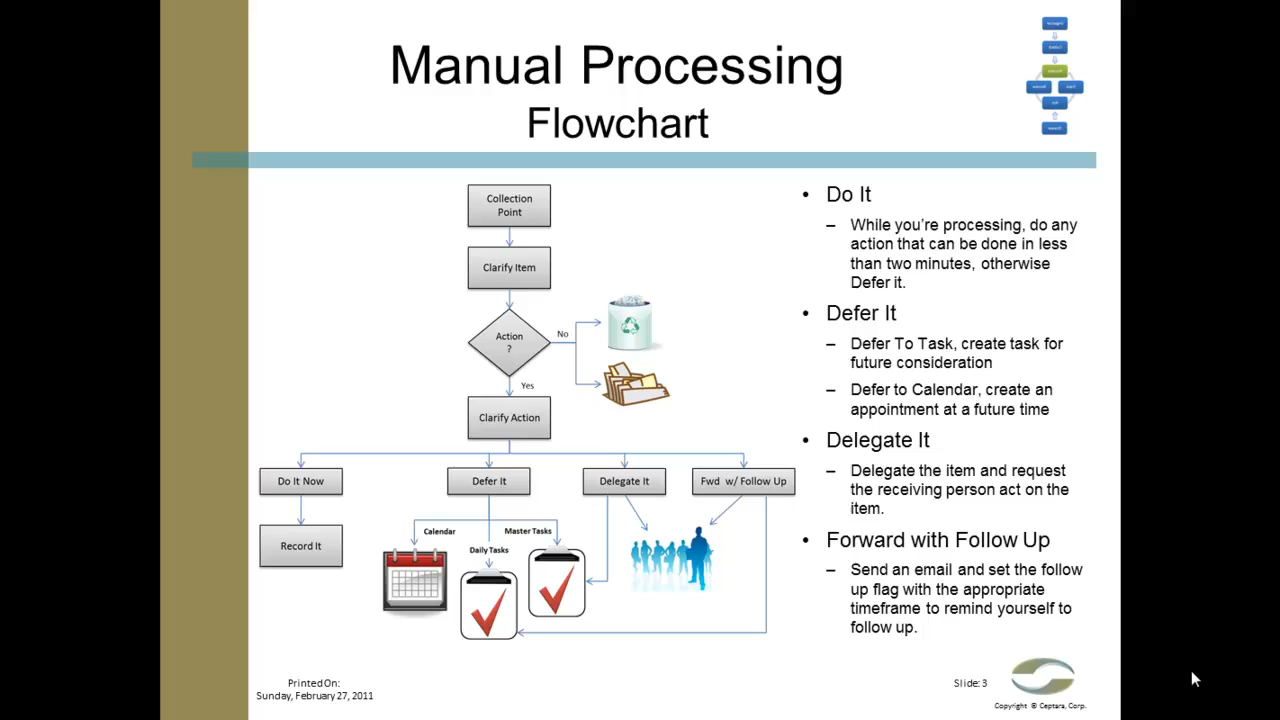 Manual Processing
Flowchart
Collection
Point
Clarify Item
Action
?
No
Yes
Clarify Action
Do It Now
Defer It
Delegate It
Fwd w/ Follow Up
Record It
Calendar
Daily Tasks
Master Tasks
• Do It
– While you're processing, do any
action that can be done in less
than two minutes, otherwise
Defer it.
• Defer It
– Defer To Task, create task for
future consideration
– Defer to Calendar, create an
appointment at a future time
• Delegate It
– Delegate the item and request
the receiving person act on the
item.
• Forward with Follow Up
– Send an email and set the follow
up flag with the appropriate
timeframe to remind yourself to
follow up.
Printed On:
Sunday, February 27, 2011
Slide: 3
Copyright © Ceptara, Corp.